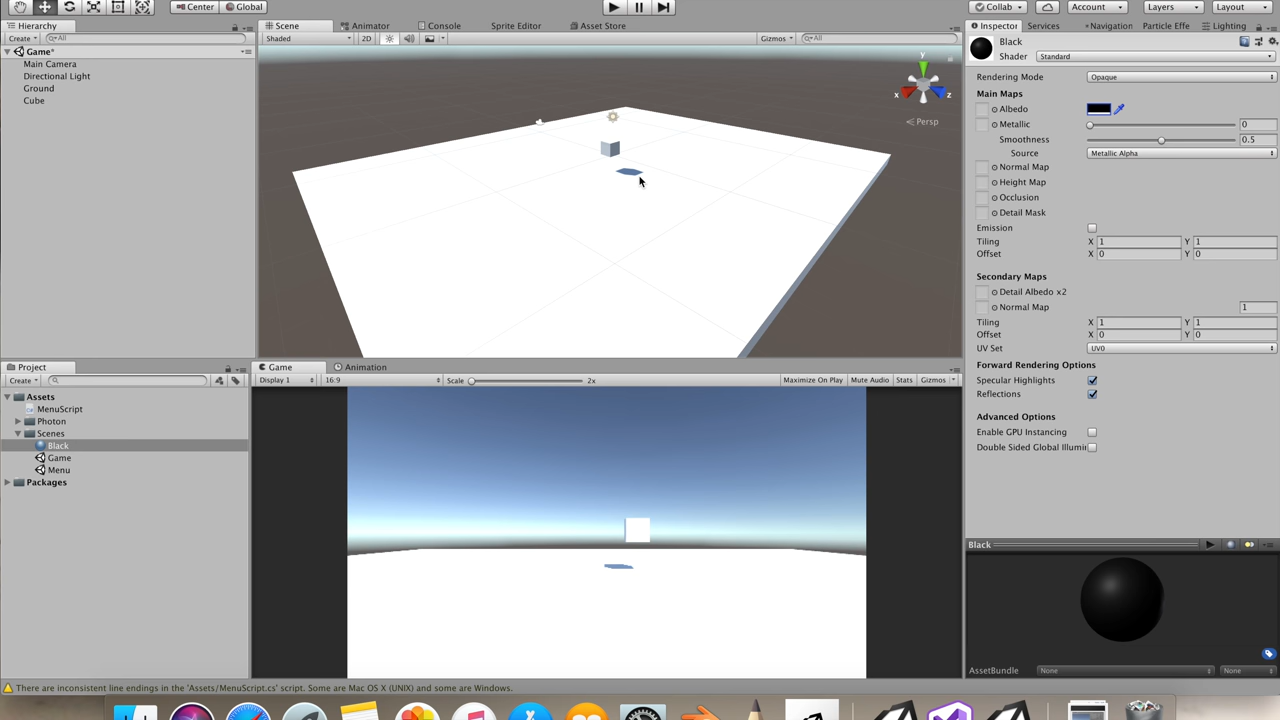 Center Global Collab Account Layers Layout
Hierarchy Scene Animator Console Sprite Editor Asset Store Inspector Services Navigation Particle Effe Lighting
Create All Shaded 2D Gizmos All
Game*
Main Camera
Directional Light
Ground
Cube
y
x z
Persp
Black
Shader Standard
Rendering Mode Opaque
Main Maps
Albedo
Metallic 0
Smoothness 0.5
Source Metallic Alpha
Normal Map
Height Map
Occlusion
Detail Mask
Emission
Tiling X 1 Y 1
Offset X 0 Y 0
Secondary Maps
Detail Albedo x2
Normal Map 1
Tiling X 1 Y 1
Offset X 0 Y 0
UV Set UV0
Forward Rendering Options
Specular Highlights
Reflections
Advanced Options
Enable GPU Instancing
Double Sided Global Illumi
Project Game Animation
Create Display 1 16:9 Scale 2x Maximize On Play Mute Audio Stats Gizmos
Assets
MenuScript
Photon
Scenes
Black
Game
Menu
Packages
Black
AssetBundle None None
There are inconsistent line endings in the 'Assets/MenuScript.cs' script. Some are Mac OS X (UNIX) and some are Windows.